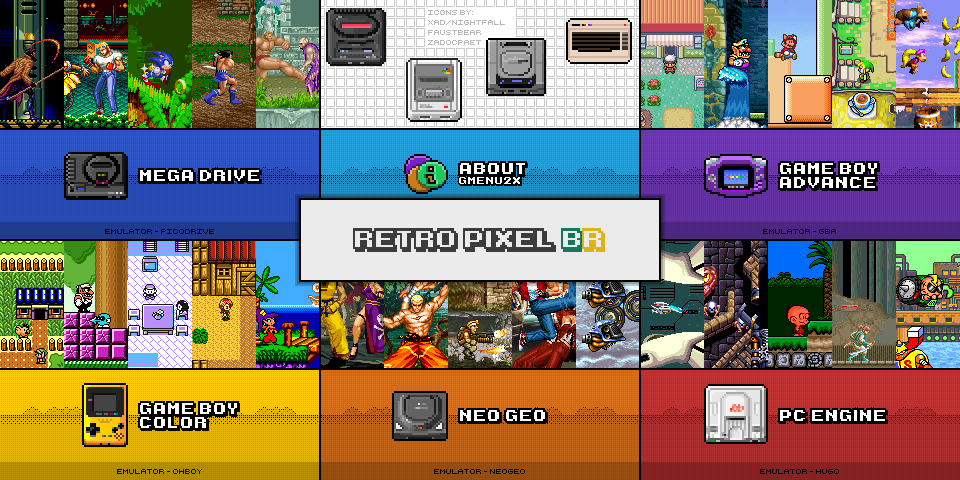 ICONS BY:
XAD/NIGHTFALL
FAUSTBEAR
ZADOCPAET
MEGA DRIVE
EMULATOR - PICODRIVE
ABOUT
GMENU2X
GAME BOY
ADVANCE
EMULATOR - GBA
RETRO PIXEL BR
GAME BOY
COLOR
EMULATOR - OHBOY
NEO GEO
EMULATOR - NEOGEO
PC ENGINE
EMULATOR - HUGO